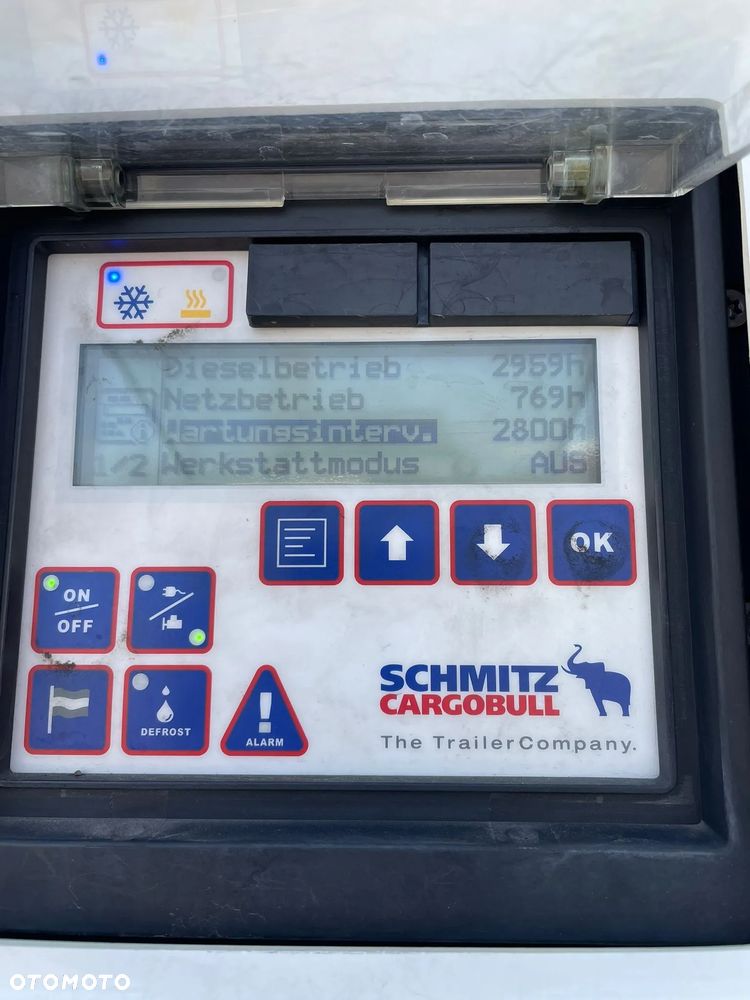 Dieselbetrieb 2959h
Netzbetrieb 769h
Wartungsinterv. 2800h
1/2 Werkstattmodus AUS
OK
ON
OFF
DEFROST
ALARM
SCHMITZ
CARGOBULL
The TrailerCompany.
OTOMOTO